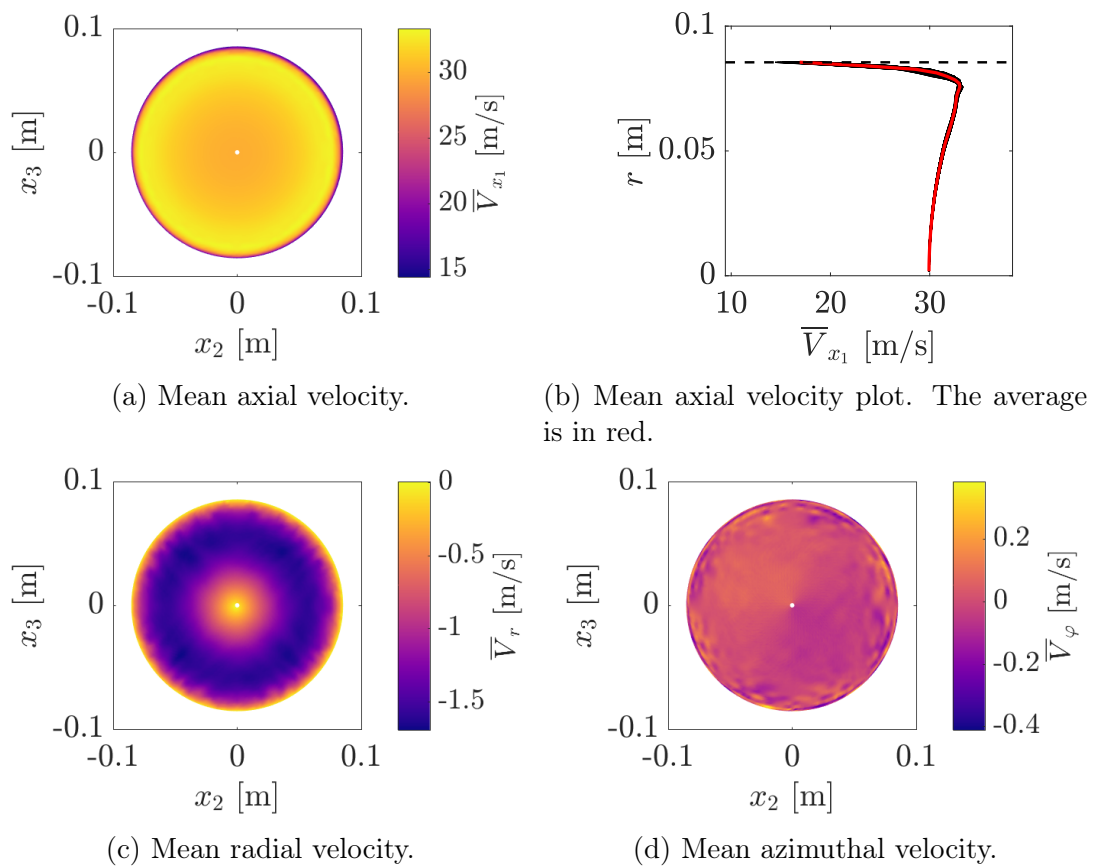 0.1
0
-0.1
x₃ [m]
-0.1 0 0.1
x₂ [m]
30
20
15
V̅ₓ₁ [m/s]
(a) Mean axial velocity.
0.1
0.05
0
r [m]
10 20 30
V̅ₓ₁ [m/s]
(b) Mean axial velocity plot. The average
is in red.
0.1
0
-0.1
x₃ [m]
-0.1 0 0.1
x₂ [m]
0
-0.5
-1
-1.5
V̅ᵣ [m/s]
(c) Mean radial velocity.
0.1
0
-0.1
x₃ [m]
-0.1 0 0.1
x₂ [m]
0.2
0
-0.2
-0.4
V̅ᵩ [m/s]
(d) Mean azimuthal velocity.